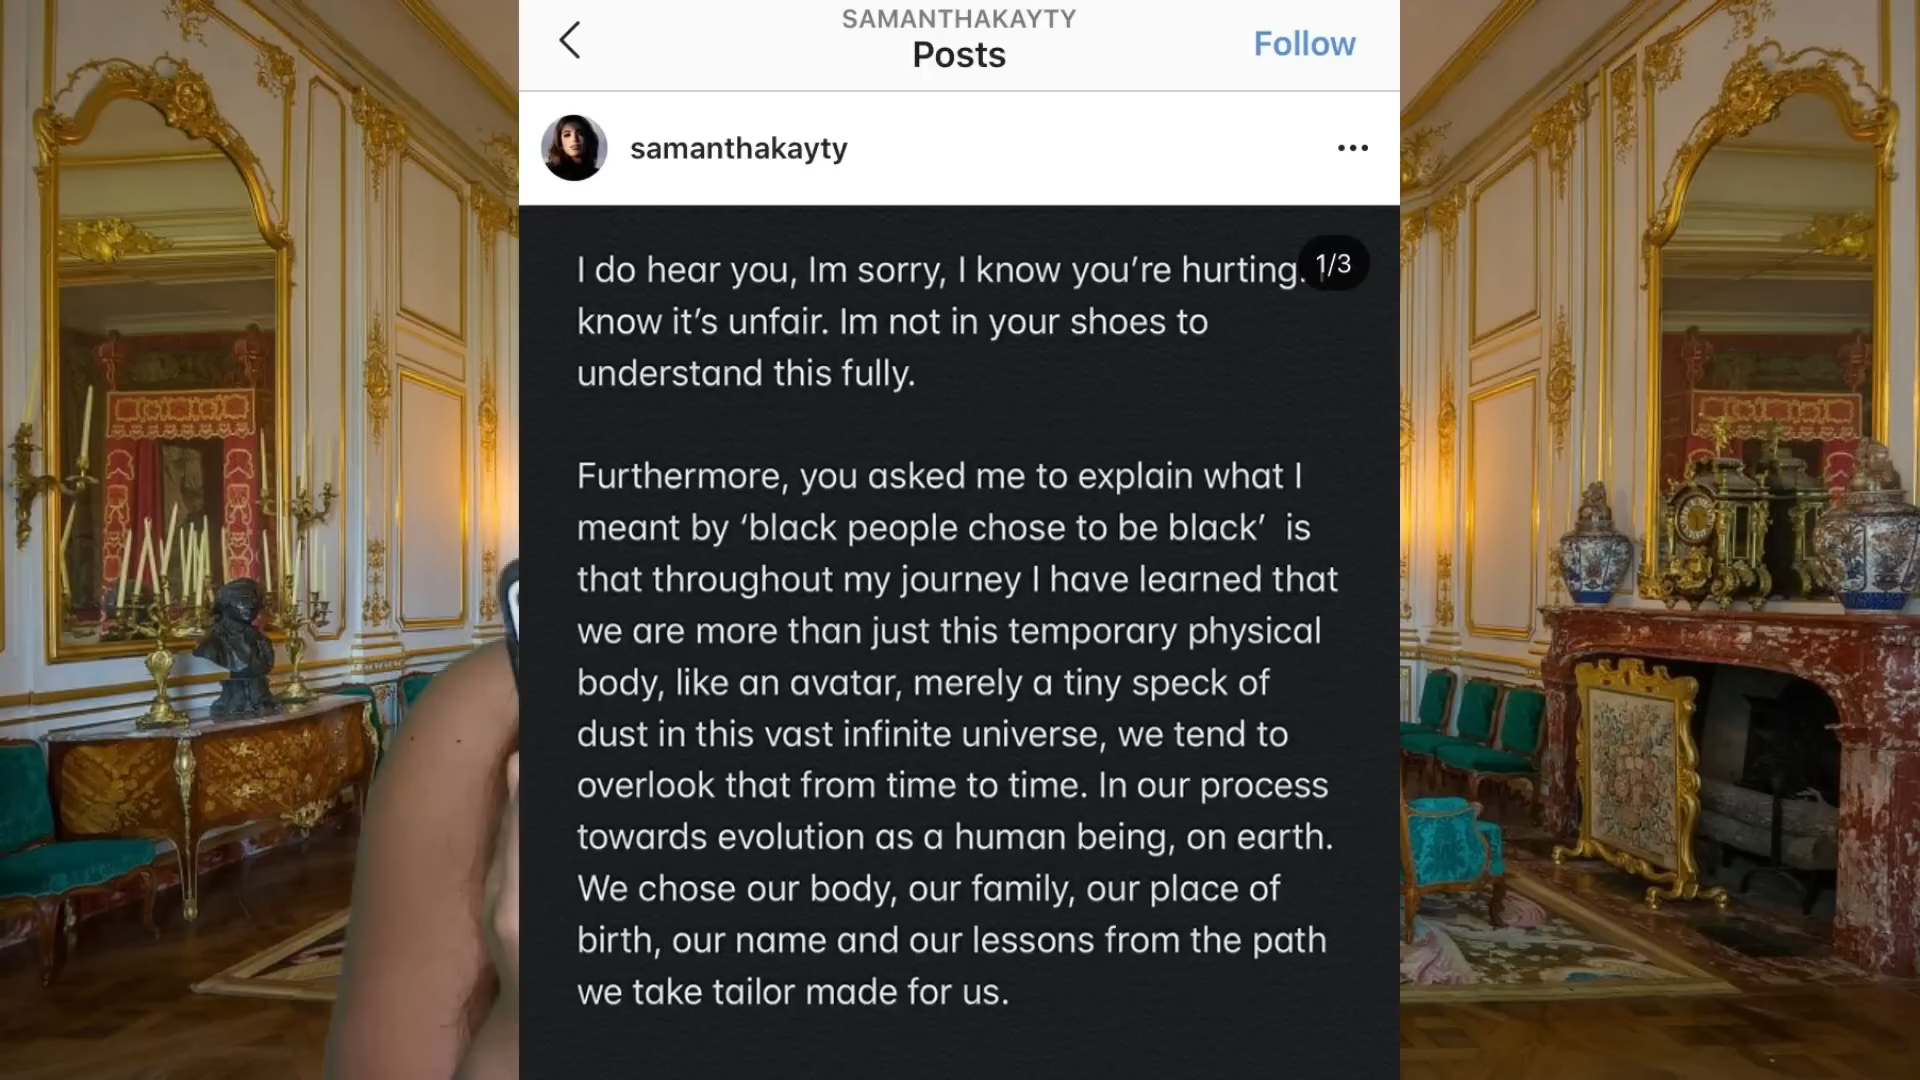 SAMANTHAKAYTY
Posts
Follow
samanthakayty
1/3
I do hear you, Im sorry, I know you're hurting.
know it's unfair. Im not in your shoes to
understand this fully.
Furthermore, you asked me to explain what I
meant by 'black people chose to be black' is
that throughout my journey I have learned that
we are more than just this temporary physical
body, like an avatar, merely a tiny speck of
dust in this vast infinite universe, we tend to
overlook that from time to time. In our process
towards evolution as a human being, on earth.
We chose our body, our family, our place of
birth, our name and our lessons from the path
we take tailor made for us.